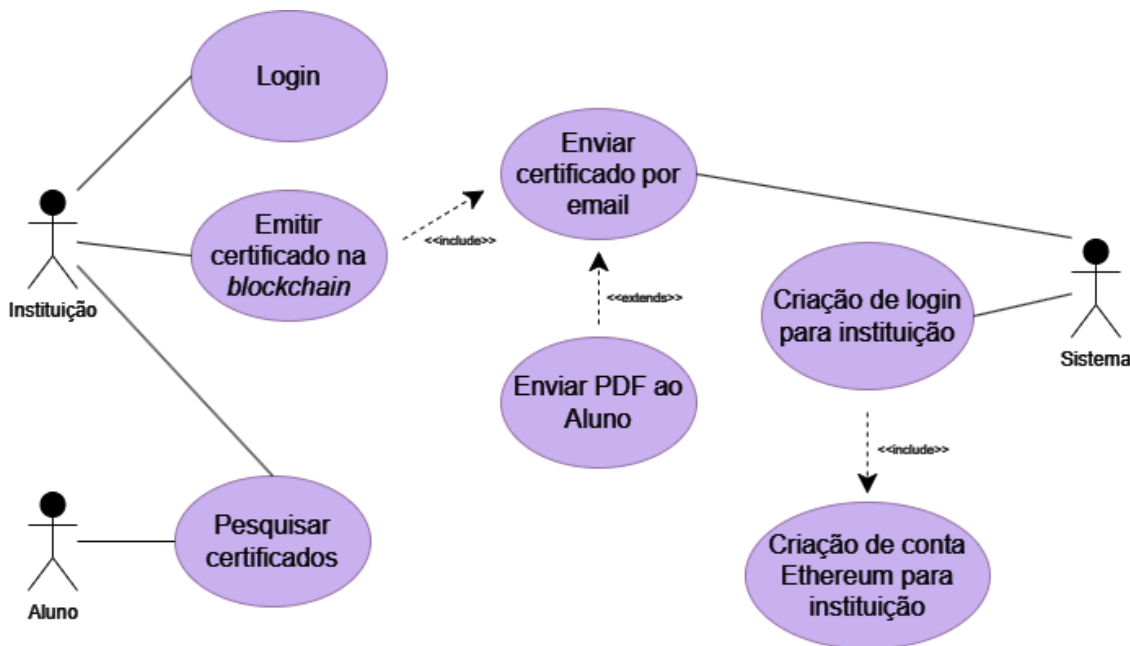 Login
Enviar
certificado por
email
Emitir
certificado na
blockchain
<<include>>
Instituição
<<extends>>
Criação de login
para instituição
Sistema
Enviar PDF ao
Aluno
<<include>>
Pesquisar
certificados
Aluno
Criação de conta
Ethereum para
instituição